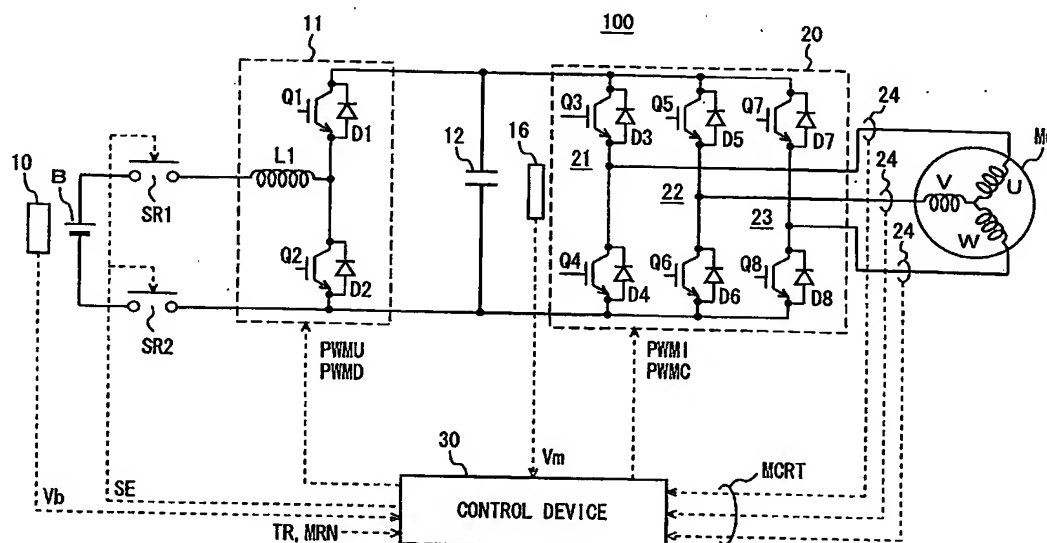 100
11
20
Q1
D1
Q3
D3
Q5
D5
Q7
D7
24
10
B
SR1
L1
12
16
21
22
23
24
24
V
U
W
Q2
D2
Q4
D4
Q6
D6
Q8
D8
SR2
PWMU
PWMD
PWMI
PWMC
30
Vm
MCRT
Vb
SE
CONTROL DEVICE
TR, MRN